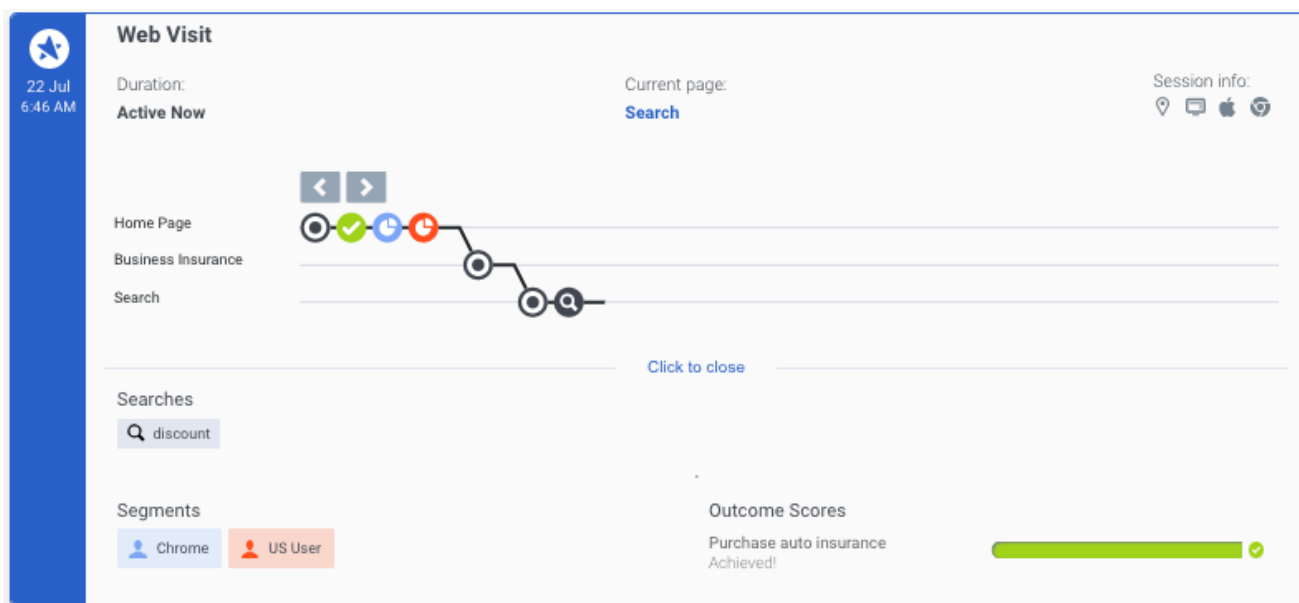 22 Jul
6:46 AM
Web Visit
Duration:
Active Now
Current page:
Search
Session info:
Home Page
Business Insurance
Search
Click to close
Searches
discount
Segments
Chrome
US User
Outcome Scores
Purchase auto insurance
Achieved!